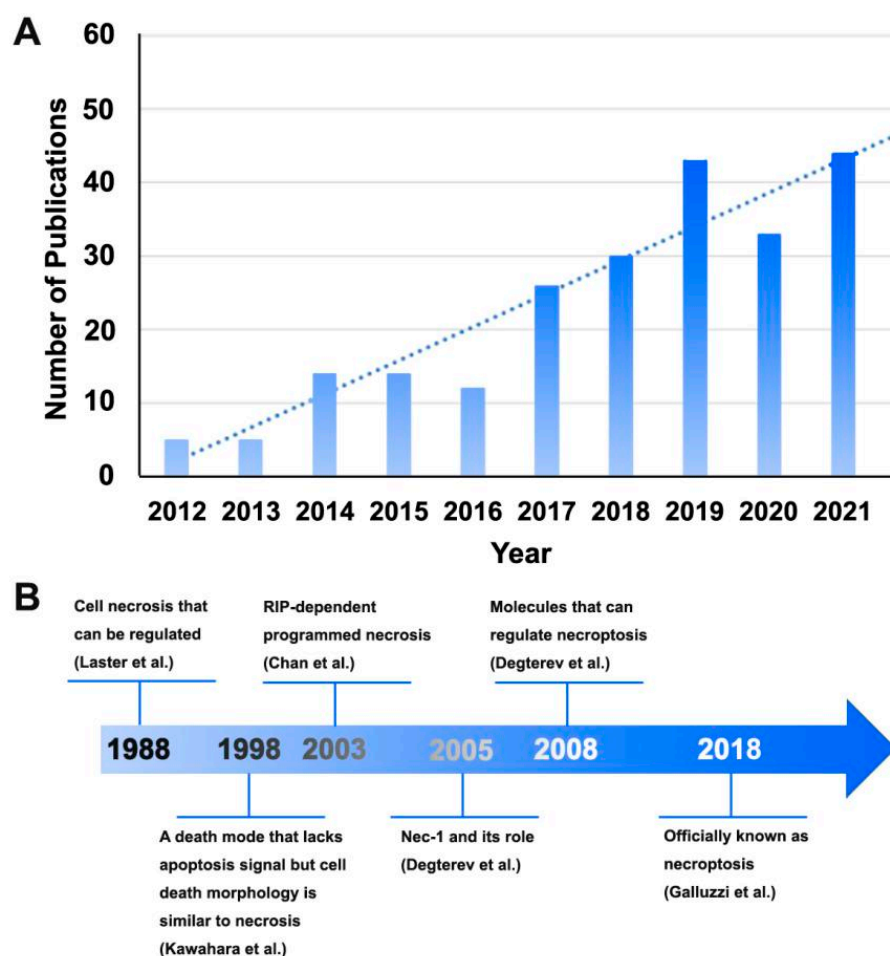 A
60
50
40
30
20
10
0
Number of Publications
2012 2013 2014 2015 2016 2017 2018 2019 2020 2021
Year
B
Cell necrosis that
can be regulated
(Laster et al.)
RIP-dependent
programmed necrosis
(Chan et al.)
Molecules that can
regulate necroptosis
(Degterev et al.)
1988 1998 2003 2005 2008 2018
A death mode that lacks
apoptosis signal but cell
death morphology is
similar to necrosis
(Kawahara et al.)
Nec-1 and its role
(Degterev et al.)
Officially known as
necroptosis
(Galluzzi et al.)